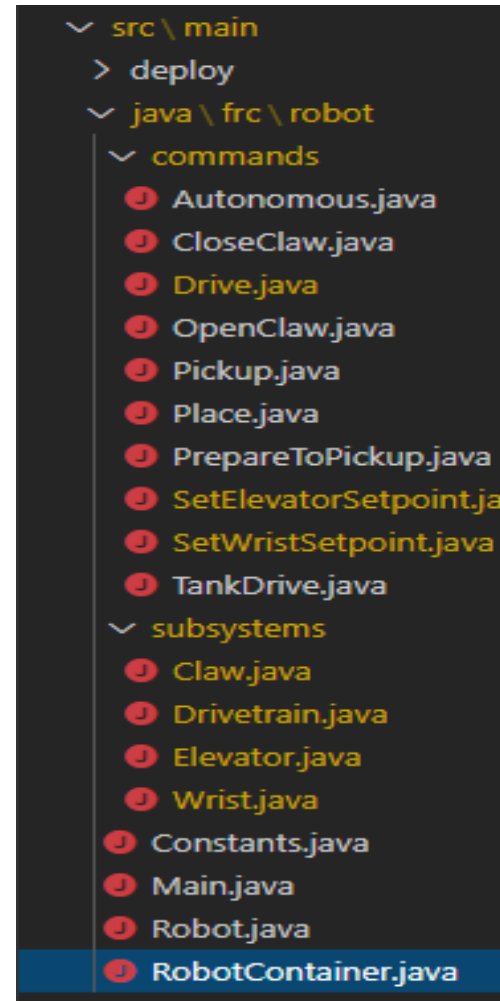 src \ main
deploy
java \ frc \ robot
commands
J Autonomous.java
J CloseClaw.java
J Drive.java
J OpenClaw.java
J Pickup.java
J Place.java
J PrepareToPickup.java
J SetElevatorSetpoint.ja
J SetWristSetpoint.java
J TankDrive.java
subsystems
J Claw.java
J Drivetrain.java
J Elevator.java
J Wrist.java
J Constants.java
J Main.java
J Robot.java
J RobotContainer.java